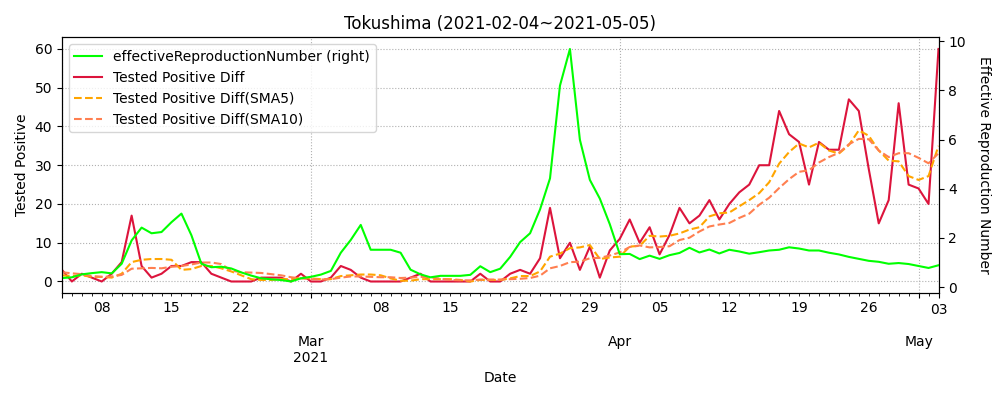 Tokushima (2021-02-04~2021-05-05)
effectiveReproductionNumber (right)
Tested Positive Diff
Tested Positive Diff(SMA5)
Tested Positive Diff(SMA10)
Tested Positive
60
50
40
30
20
10
0
Effective Reproduction Number
10
8
6
4
2
0
08 15 22 08 15 22 29 05 12 19 26 03
Mar Apr May
2021
Date